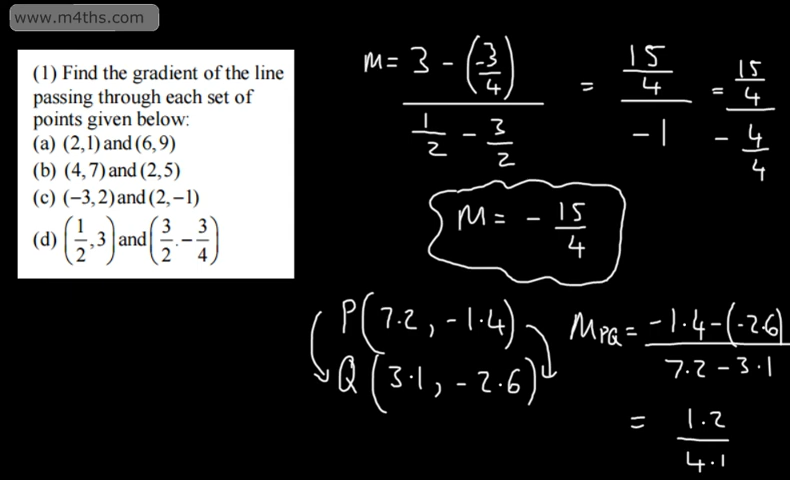 www.m4ths.com
(1) Find the gradient of the line
passing through each set of
points given below:
(a) (2,1) and (6,9)
(b) (4,7) and (2,5)
(c) (−3,2) and (2,−1)
(d) (1/2, 3) and (3/2, −3/4)
M = (3 − (−3/4)) / (1/2 − 3/2) = (15/4) / −1 = (15/4) / −(4/4)
M = − 15/4
P(7.2, −1.4)
Q(3.1, −2.6)
M_PQ = (−1.4 − (−2.6)) / (7.2 − 3.1)
= 1.2 / 4.1